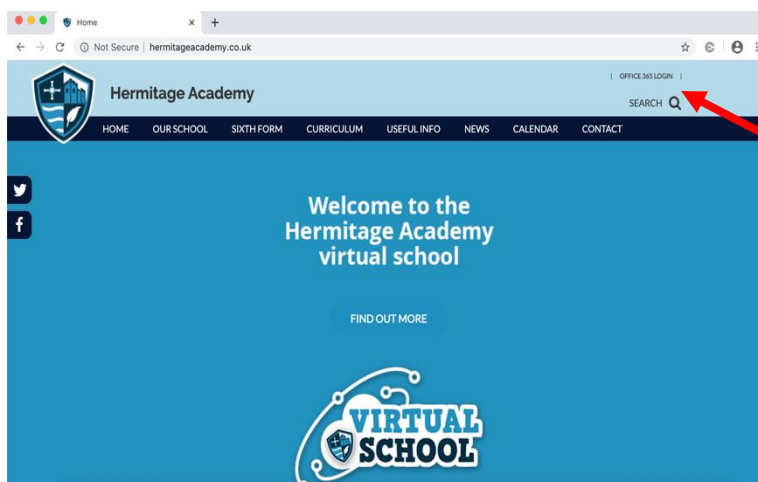 Home
Not Secure | hermitageacademy.co.uk
| OFFICE 365 LOGIN |
Hermitage Academy
SEARCH
HOME OUR SCHOOL SIXTH FORM CURRICULUM USEFUL INFO NEWS CALENDAR CONTACT
Welcome to the
Hermitage Academy
virtual school
FIND OUT MORE
VIRTUAL
SCHOOL